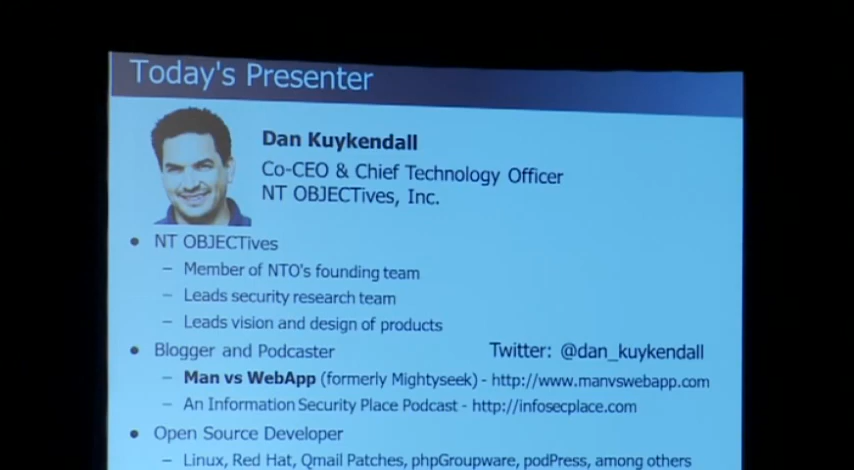 Today's Presenter
Dan Kuykendall
Co-CEO & Chief Technology Officer
NT OBJECTives, Inc.
• NT OBJECTives
– Member of NTO's founding team
– Leads security research team
– Leads vision and design of products
• Blogger and Podcaster
Twitter: @dan_kuykendall
– Man vs WebApp (formerly Mightyseek) - http://www.manvswebapp.com
– An Information Security Place Podcast - http://infosecplace.com
• Open Source Developer
– Linux, Red Hat, Qmail Patches, phpGroupware, podPress, among others